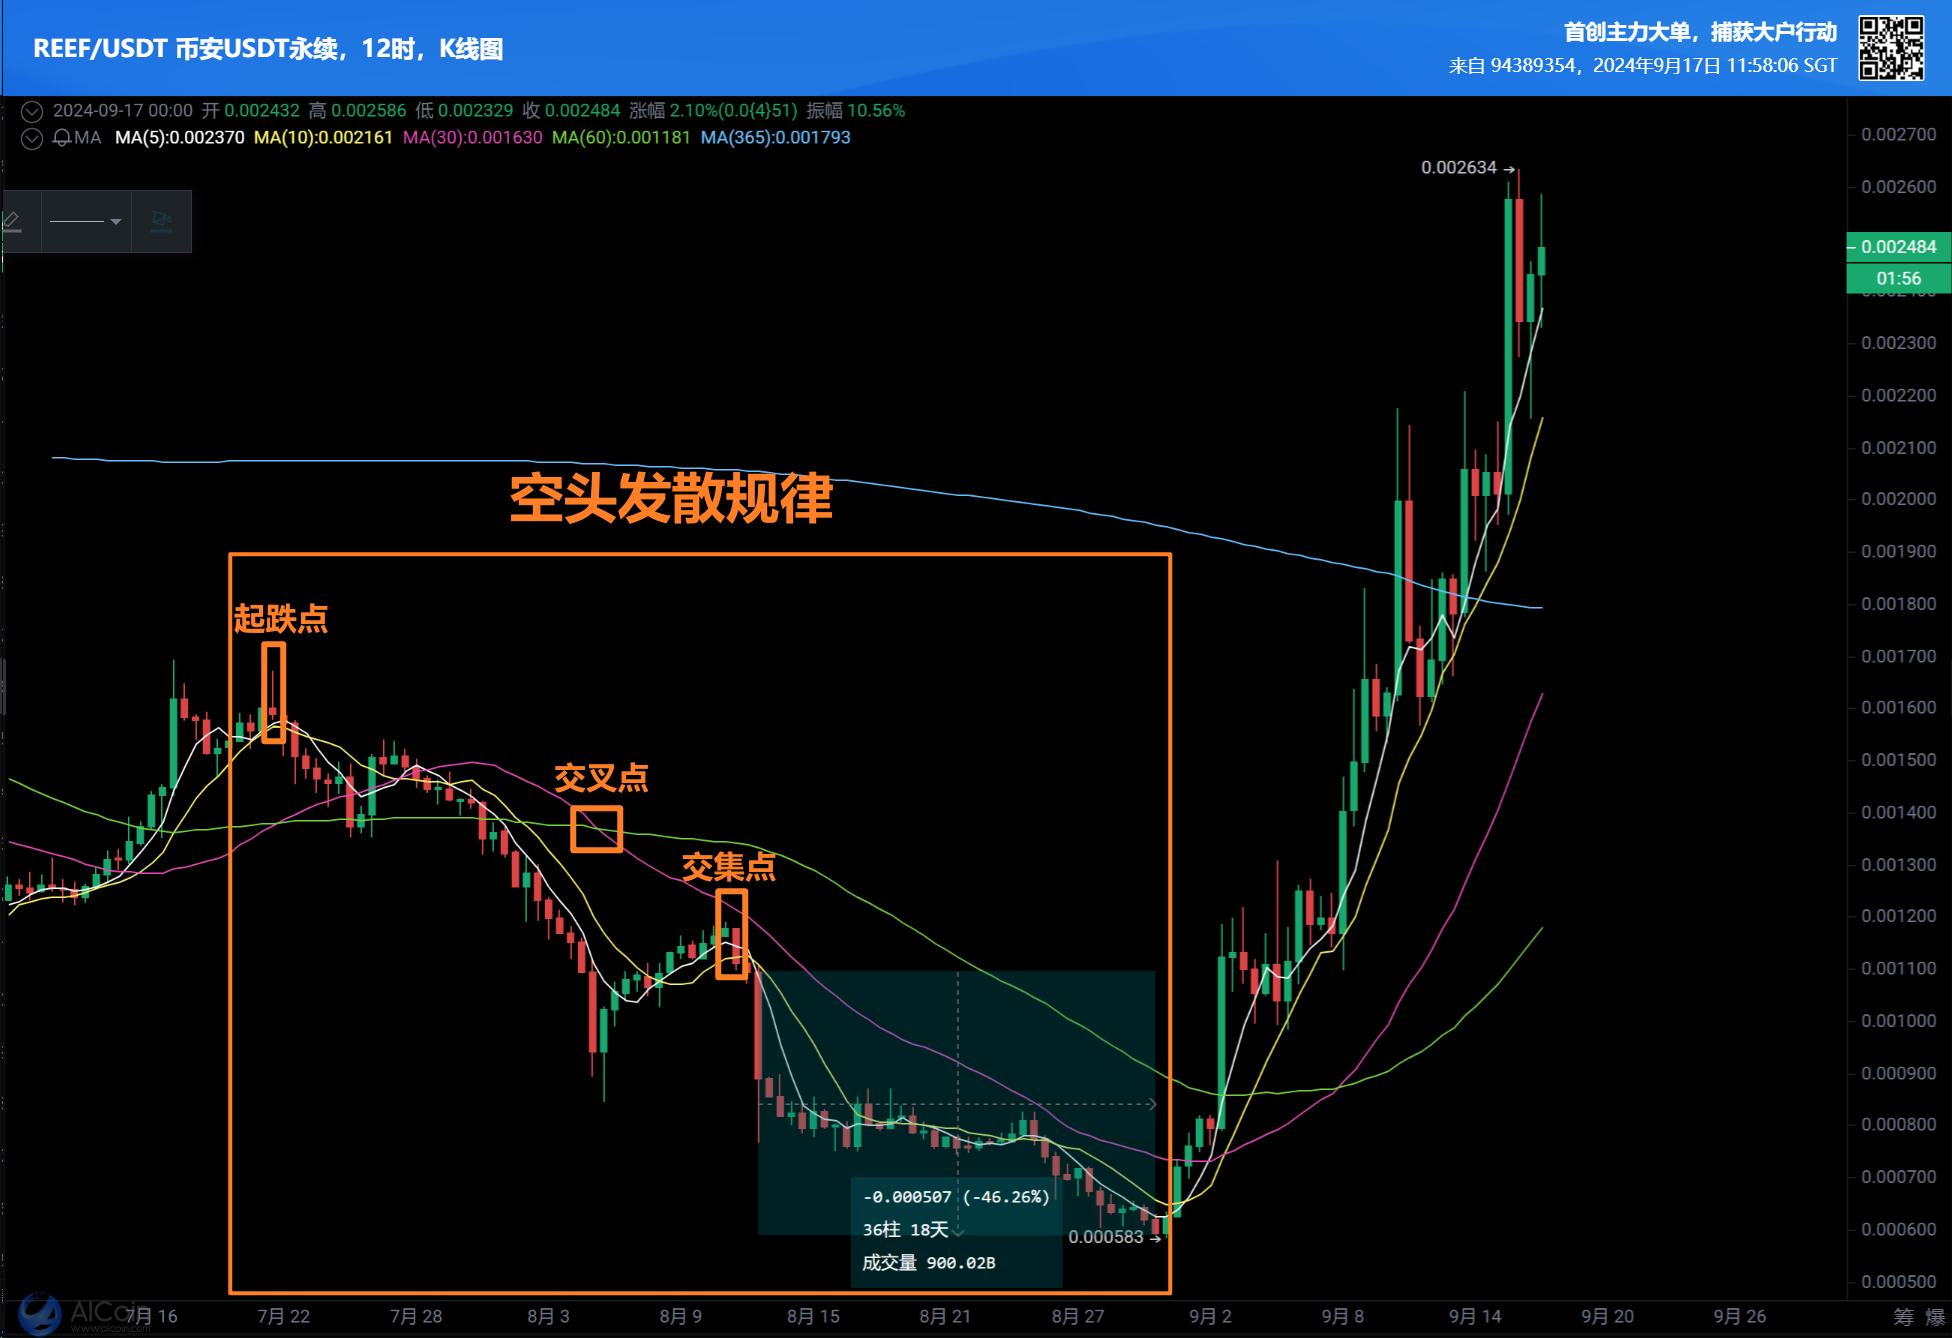 REEF/USDT 币安USDT永续，12时，K线图
首创主力大单，捕获大户行动
来自 94389354，2024年9月17日 11:58:06 SGT
2024-09-17 00:00 开 0.002432 高 0.002586 低 0.002329 收 0.002484 涨幅 2.10%(0.0{4}51) 振幅 10.56%
MA MA(5):0.002370 MA(10):0.002161 MA(30):0.001630 MA(60):0.001181 MA(365):0.001793
0.002700
0.002634
0.002600
0.002484
01:56
0.002300
0.002200
0.002100
空头发散规律
0.002000
0.001900
0.001800
起跌点
0.001700
0.001600
交叉点
0.001500
0.001400
交集点
0.001300
0.001200
0.001100
0.001000
0.000900
0.000800
-0.000507 (-46.26%)
0.000700
36柱 18天
0.000583
0.000600
成交量 900.02B
0.000500
AICoin
www.aicoin.com
7月 16 7月 22 7月 28 8月 3 8月 9 8月 15 8月 21 8月 27 9月 2 9月 8 9月 14 9月 20 9月 26 筹 爆